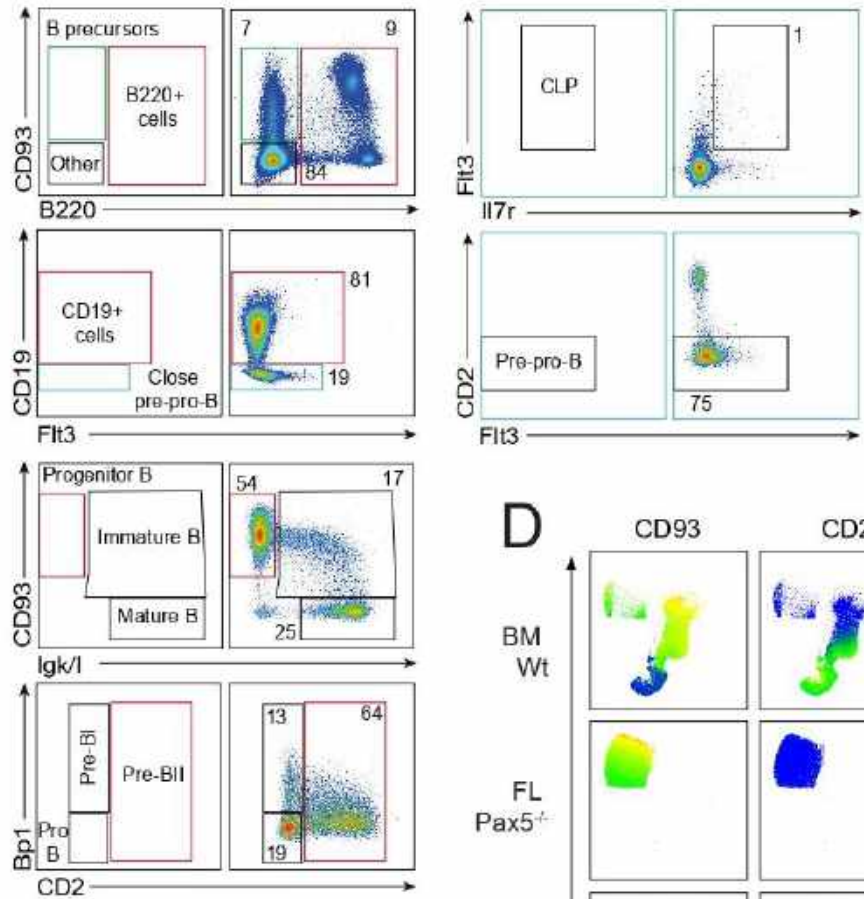 B precursors
B220+
cells
Other
7
9
84
CD93
B220
CLP
1
Flt3
Il7r
CD19+
cells
Close
pre-pro-B
81
19
CD19
Flt3
Pre-pro-B
75
CD2
Flt3
Progenitor B
Immature B
Mature B
54
17
25
CD93
Igk/l
Pre-BI
Pre-BII
Pro
B
13
64
19
Bp1
CD2
D
CD93
CD2
BM
Wt
FL
Pax5-/-